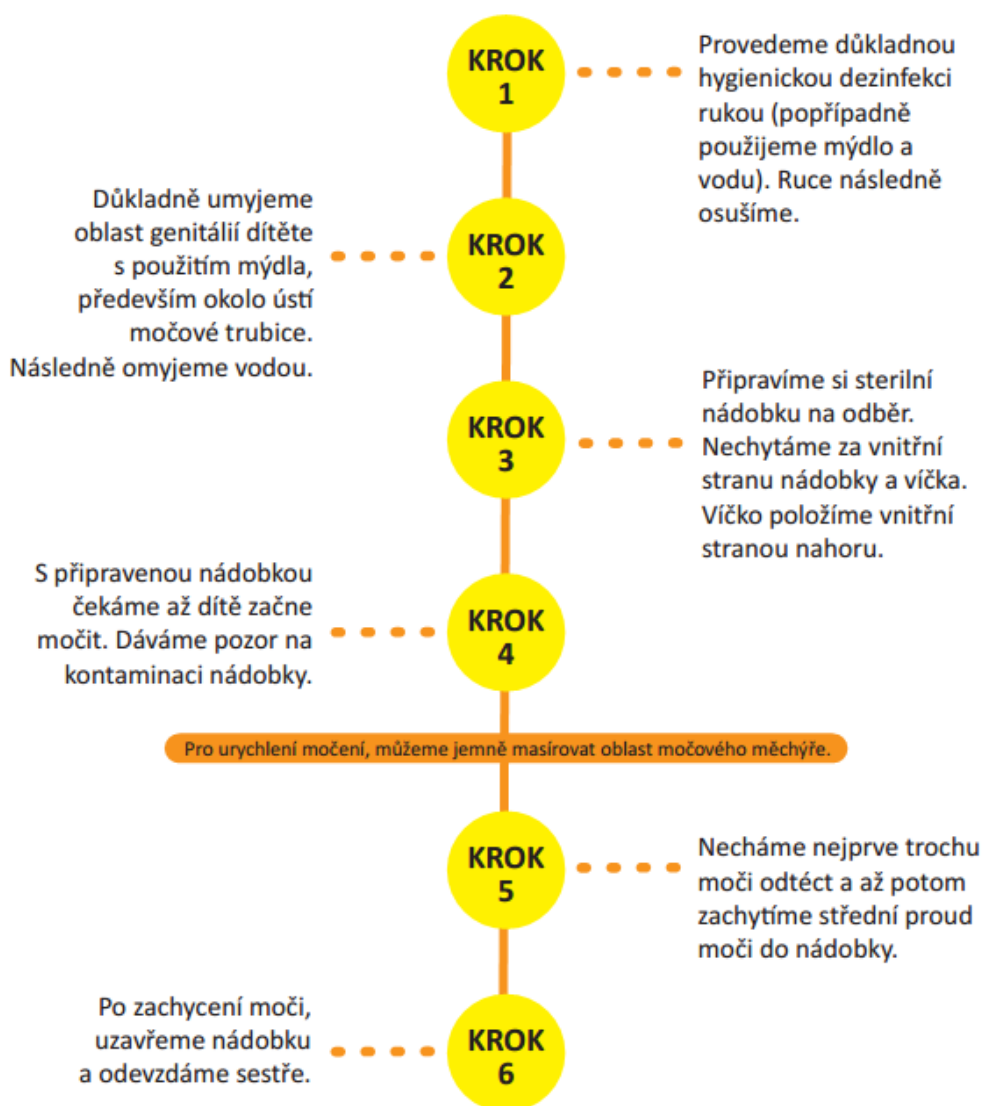 KROK
1
Provedeme důkladnou
hygienickou dezinfekci
rukou (popřípadně
použijeme mýdlo a
vodu). Ruce následně
osušíme.
Důkladně umyjeme
oblast genitálií dítěte
s použitím mýdla,
především okolo ústí
močové trubice.
Následně omyjeme vodou.
KROK
2
KROK
3
Připravíme si sterilní
nádobku na odběr.
Nechytáme za vnitřní
stranu nádobky a víčka.
Víčko položíme vnitřní
stranou nahoru.
S připravenou nádobkou
čekáme až dítě začne
močit. Dáváme pozor na
kontaminaci nádobky.
KROK
4
Pro urychlení močení, můžeme jemně masírovat oblast močového měchýře.
KROK
5
Necháme nejprve trochu
moči odtéct a až potom
zachytíme střední proud
moči do nádobky.
Po zachycení moči,
uzavřeme nádobku
a odevzdáme sestře.
KROK
6